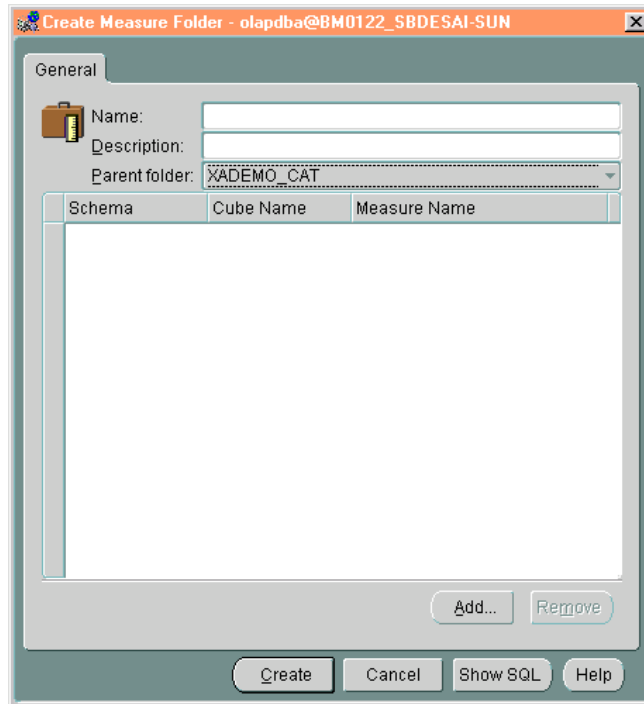 Create Measure Folder - olapdba@BM0122_SBDESAI-SUN
General
Name:
Description:
Parent folder: XADEMO_CAT
Schema Cube Name Measure Name
Add... Remove
Create Cancel Show SQL Help